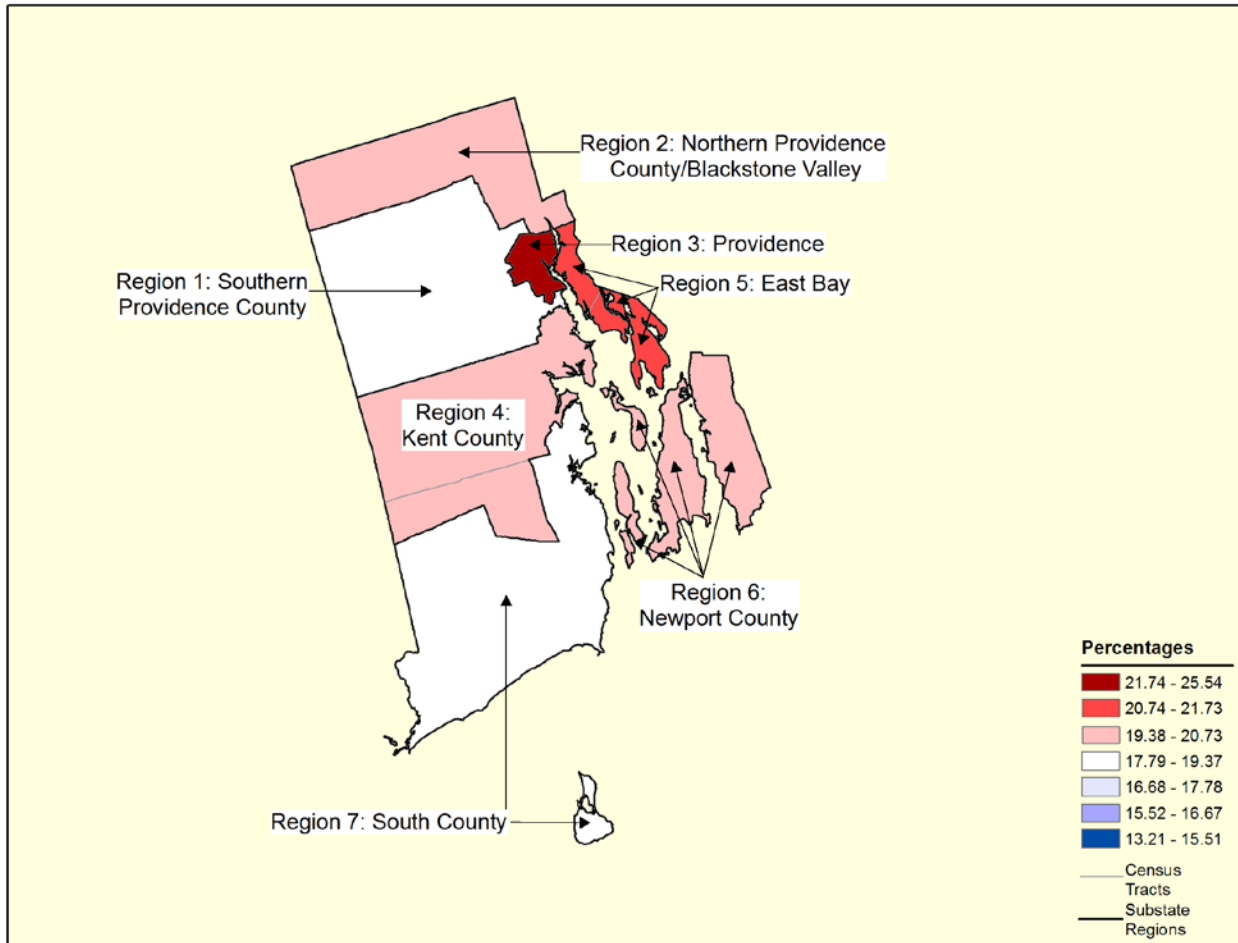 Region 2: Northern Providence
County/Blackstone Valley
Region 3: Providence
Region 1: Southern
Providence County
Region 5: East Bay
Region 4:
Kent County
Region 6:
Newport County
Region 7: South County
Percentages
21.74 - 25.54
20.74 - 21.73
19.38 - 20.73
17.79 - 19.37
16.68 - 17.78
15.52 - 16.67
13.21 - 15.51
Census
Tracts
Substate
Regions